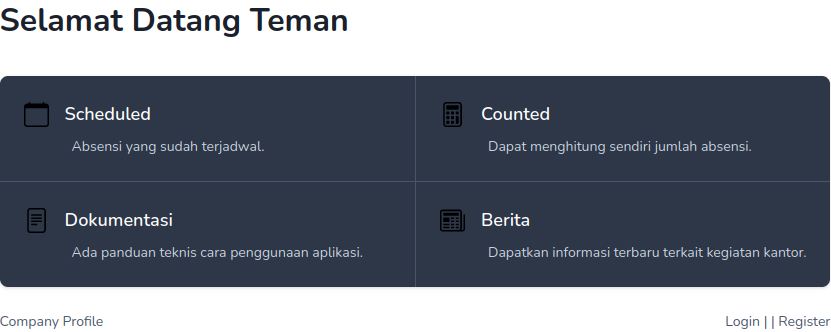 Selamat Datang Teman
Scheduled
Absensi yang sudah terjadwal.
Counted
Dapat menghitung sendiri jumlah absensi.
Dokumentasi
Ada panduan teknis cara penggunaan aplikasi.
Berita
Dapatkan informasi terbaru terkait kegiatan kantor.
Company Profile
Login | | Register